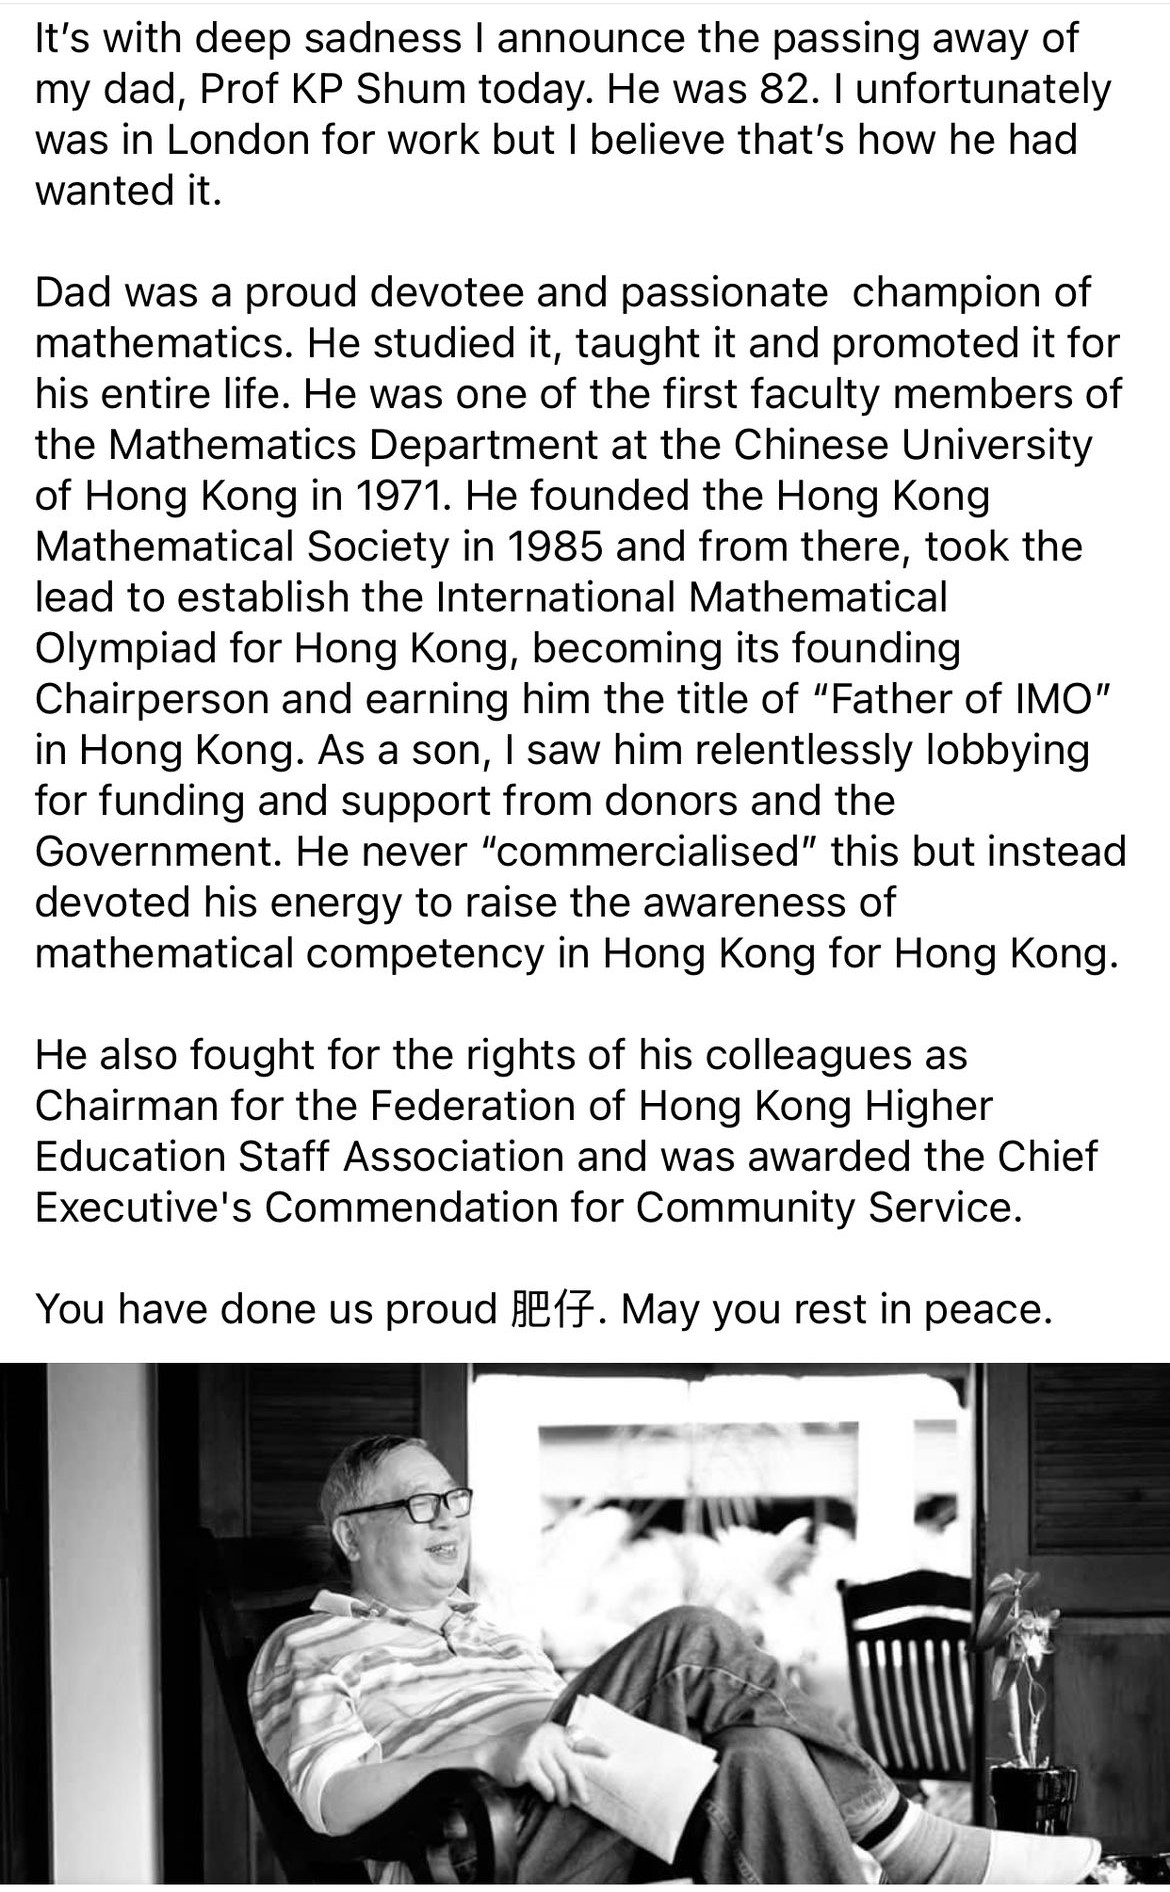 It’s with deep sadness I announce the passing away of
my dad, Prof KP Shum today. He was 82. I unfortunately
was in London for work but I believe that’s how he had
wanted it.
Dad was a proud devotee and passionate  champion of
mathematics. He studied it, taught it and promoted it for
his entire life. He was one of the first faculty members of
the Mathematics Department at the Chinese University
of Hong Kong in 1971. He founded the Hong Kong
Mathematical Society in 1985 and from there, took the
lead to establish the International Mathematical
Olympiad for Hong Kong, becoming its founding
Chairperson and earning him the title of “Father of IMO”
in Hong Kong. As a son, I saw him relentlessly lobbying
for funding and support from donors and the
Government. He never “commercialised” this but instead
devoted his energy to raise the awareness of
mathematical competency in Hong Kong for Hong Kong.
He also fought for the rights of his colleagues as
Chairman for the Federation of Hong Kong Higher
Education Staff Association and was awarded the Chief
Executive's Commendation for Community Service.
You have done us proud 肥仔. May you rest in peace.